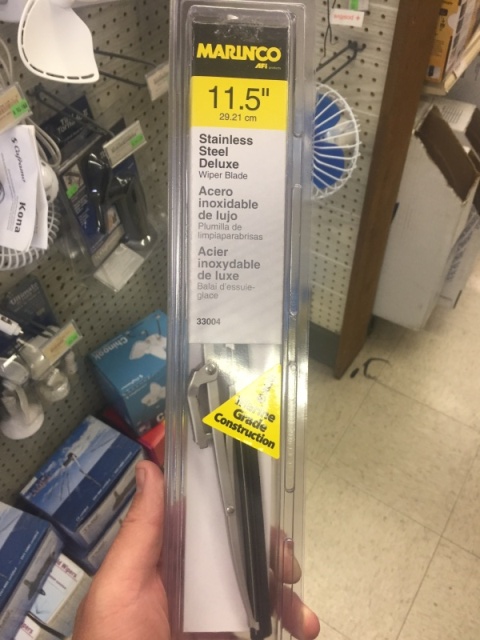 MARINCO
AFI
11.5"
29.21 cm
Stainless
Steel
Deluxe
Wiper Blade
Acero
inoxidable
de lujo
Plumilla de
limpiaparabrisas
Acier
inoxydable
de luxe
Balai d'essuie-
glace
33004
Grade
Construction
Kona